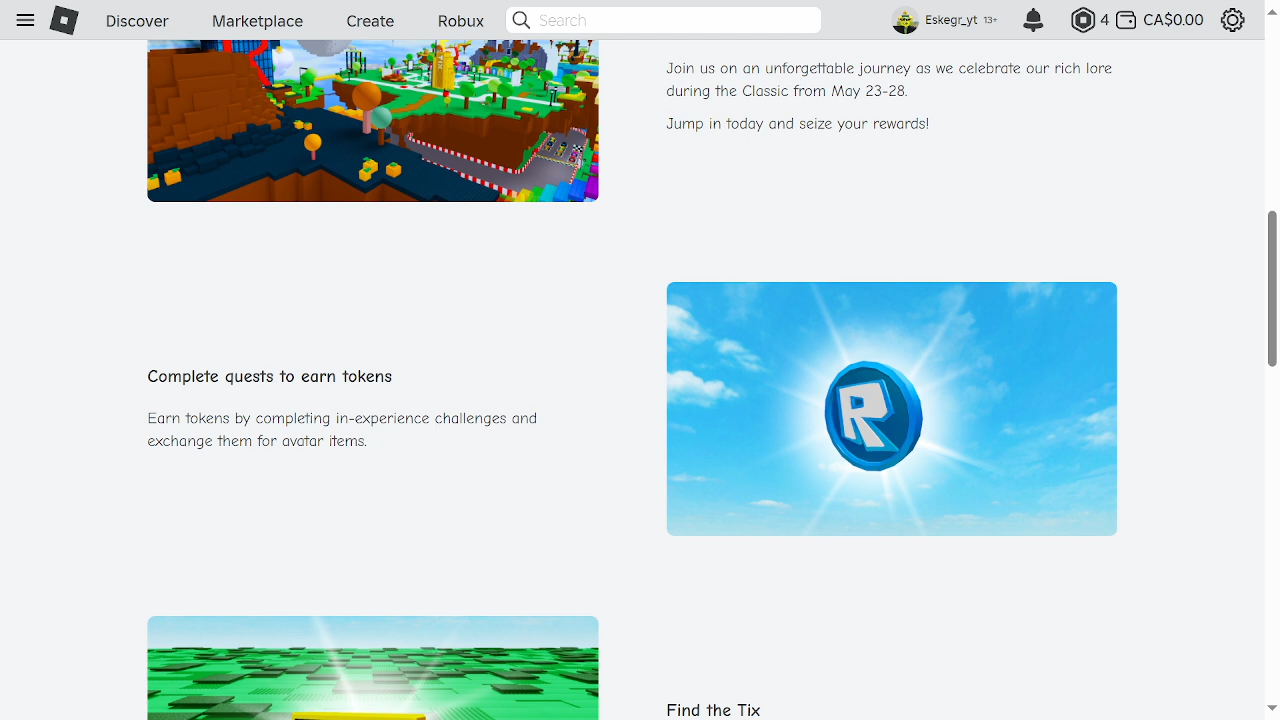 Discover
Marketplace
Create
Robux
Search
Eskegr_yt 13+
4
CA$0.00
Join us on an unforgettable journey as we celebrate our rich lore
during the Classic from May 23-28.
Jump in today and seize your rewards!
Complete quests to earn tokens
Earn tokens by completing in-experience challenges and
exchange them for avatar items.
R
Find the Tix